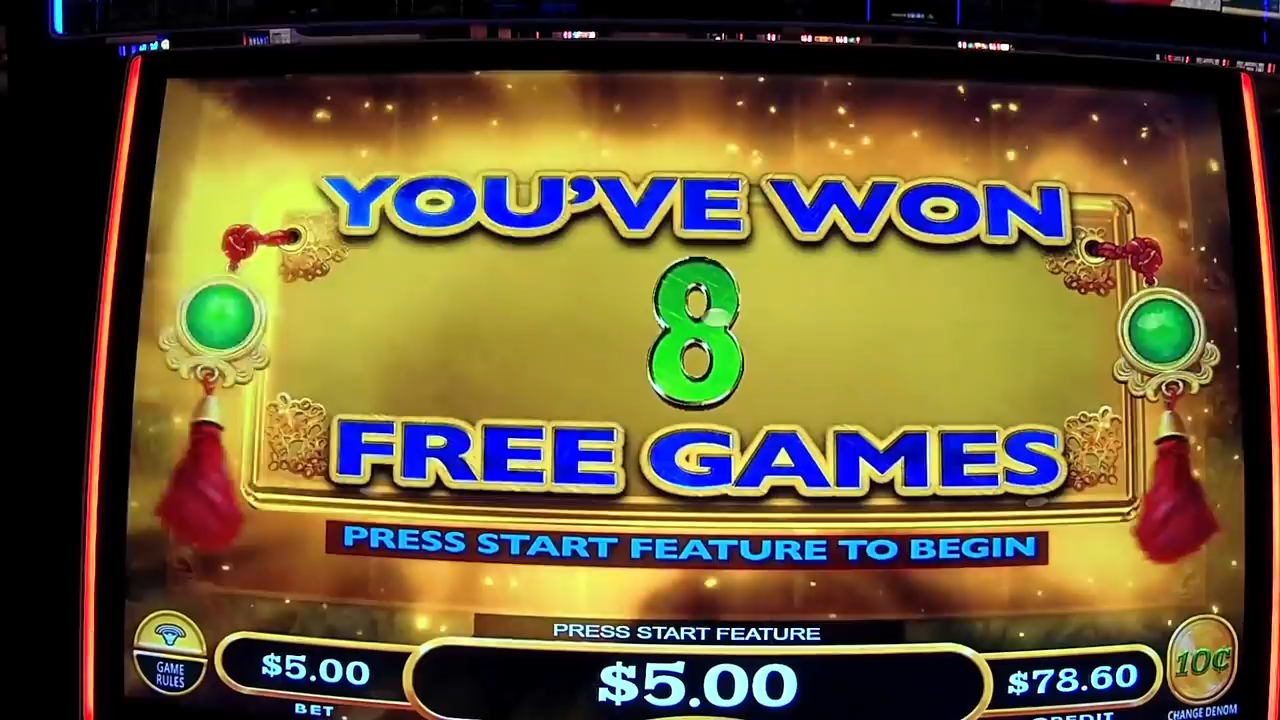 YOU'VE WON
8
FREE GAMES
PRESS START FEATURE TO BEGIN
PRESS START FEATURE
GAME
RULES
$5.00
BET
$5.00
$78.60
CREDIT
10¢
CHANGE DENOM